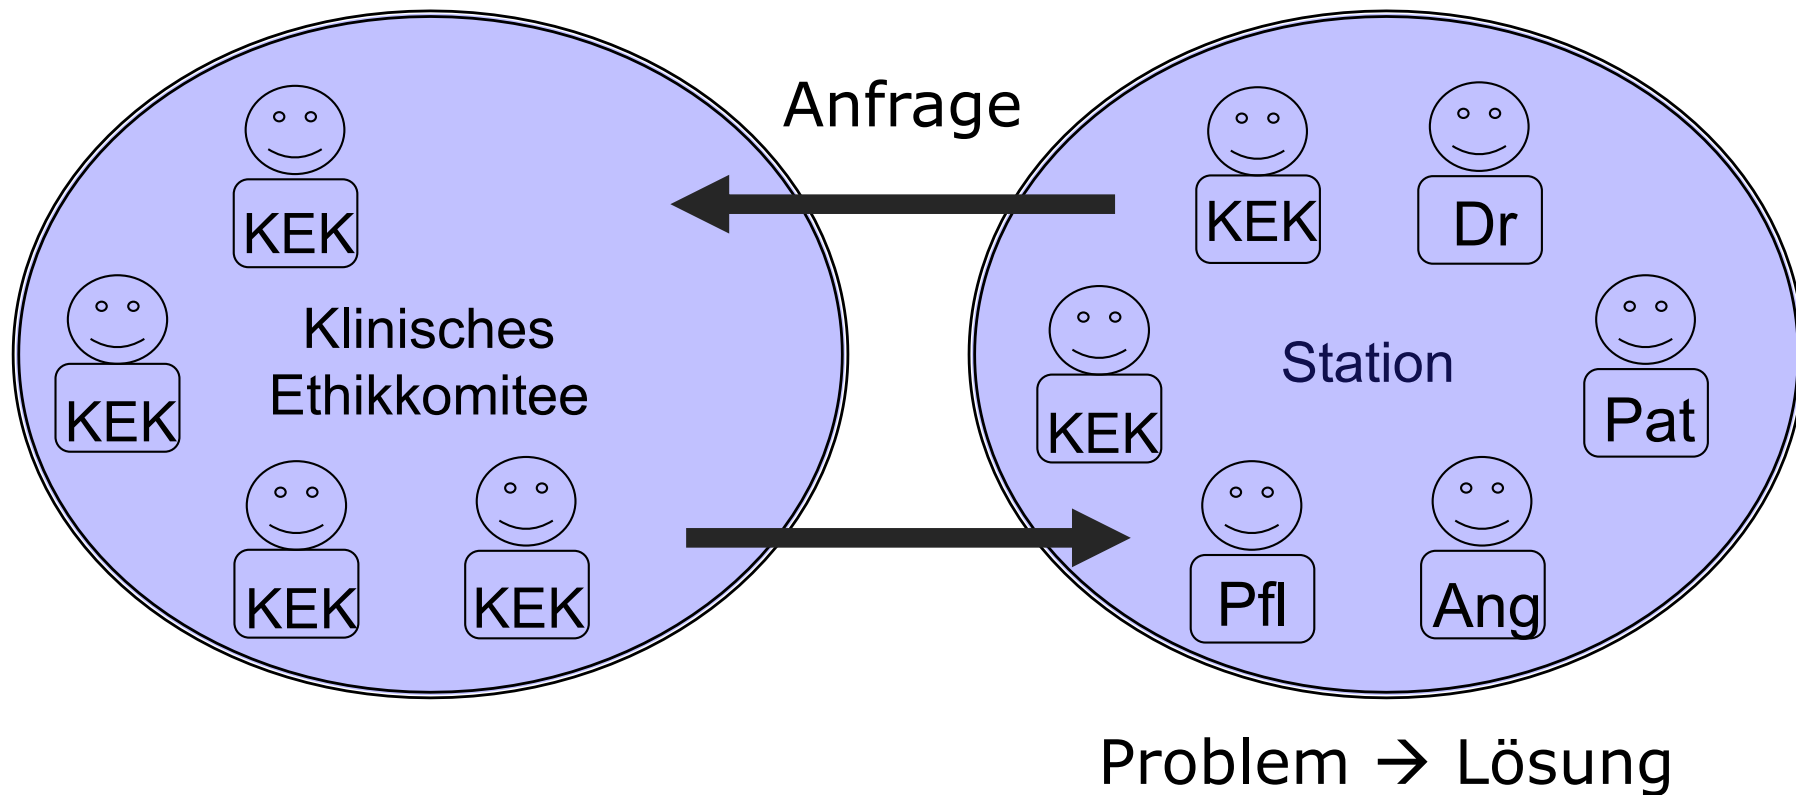 Anfrage
KEK
KEK
Klinisches
Ethikkomitee
KEK
KEK
KEK
Dr
KEK
Station
Pat
Pfl
Ang
Problem → Lösung